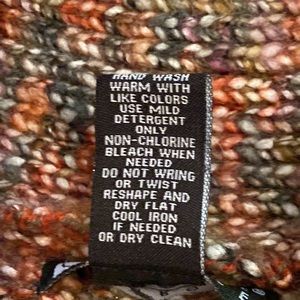 HAND WASH
WARM WITH
LIKE COLORS
USE MILD
DETERGENT
ONLY
NON-CHLORINE
BLEACH WHEN
NEEDED
DO NOT WRING
OR TWIST
RESHAPE AND
DRY FLAT
COOL IRON
IF NEEDED
OR DRY CLEAN